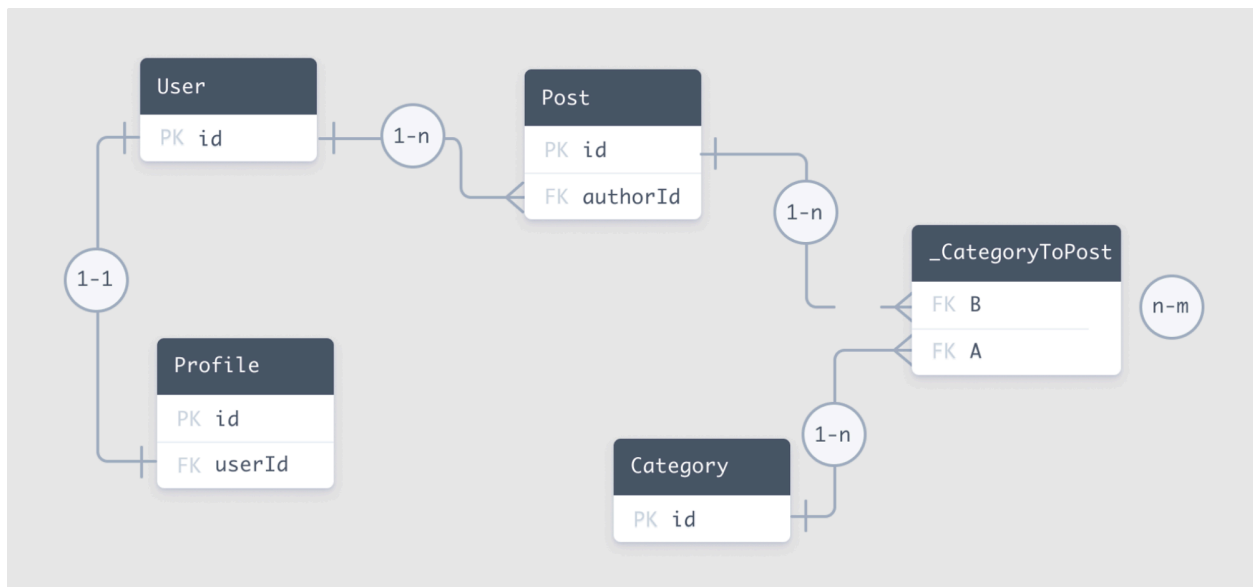 User
PK id
1-n
Post
PK id
FK authorId
1-n
_CategoryToPost
FK B
FK A
n-m
1-1
Profile
PK id
FK userId
1-n
Category
PK id